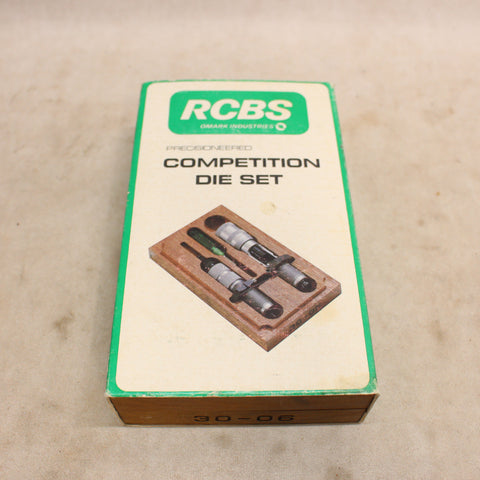 RCBS
OMARK INDUSTRIES
PRECISIONEERED
COMPETITION
DIE SET
30-06